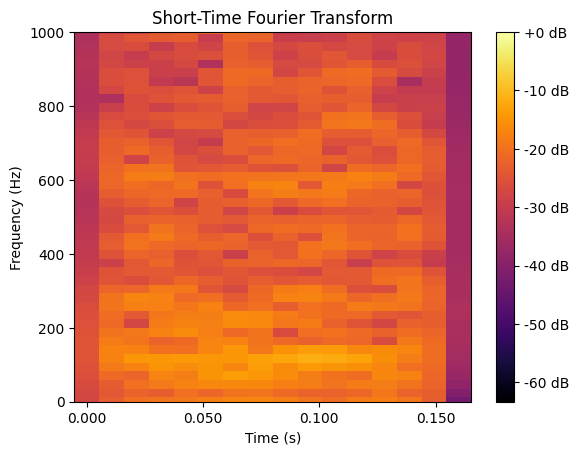 Short-Time Fourier Transform
Frequency (Hz)
1000
800
600
400
200
0
0.000
0.050
0.100
0.150
Time (s)
+0 dB
-10 dB
-20 dB
-30 dB
-40 dB
-50 dB
-60 dB